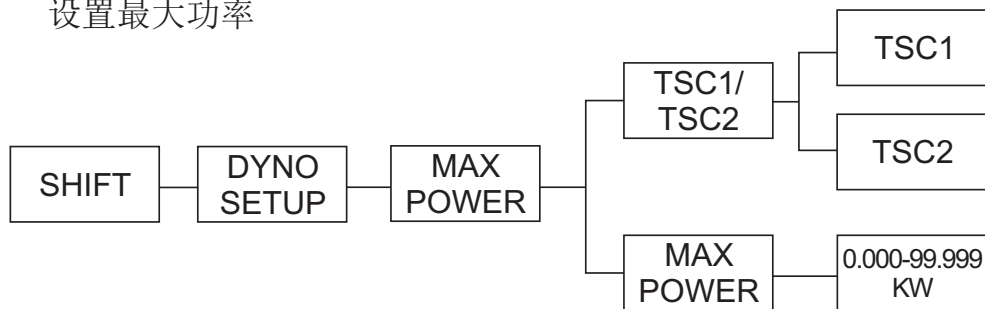 设置最大功率
SHIFT
DYNO
SETUP
MAX
POWER
TSC1/
TSC2
TSC1
TSC2
MAX
POWER
0.000-99.999
KW